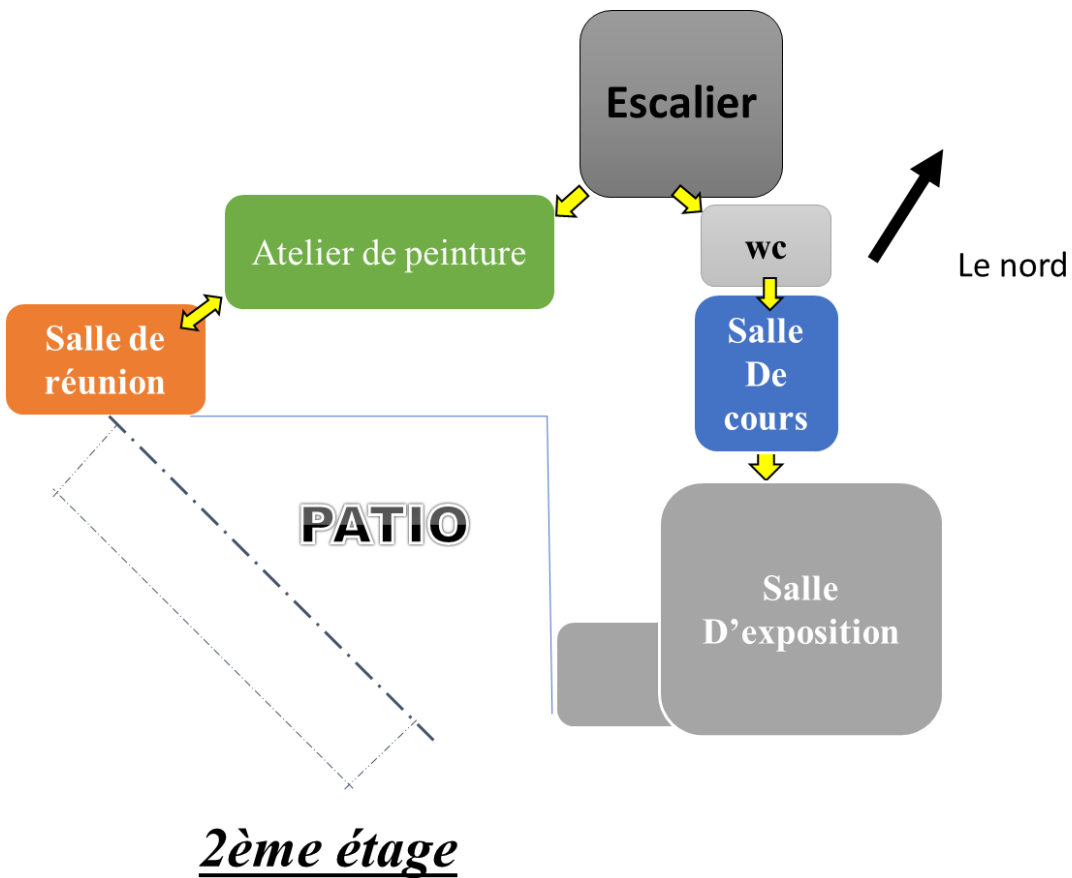 Escalier
Atelier de peinture
wc
Le nord
Salle de
réunion
Salle
De
cours
PATIO
Salle
D’exposition
2ème étage